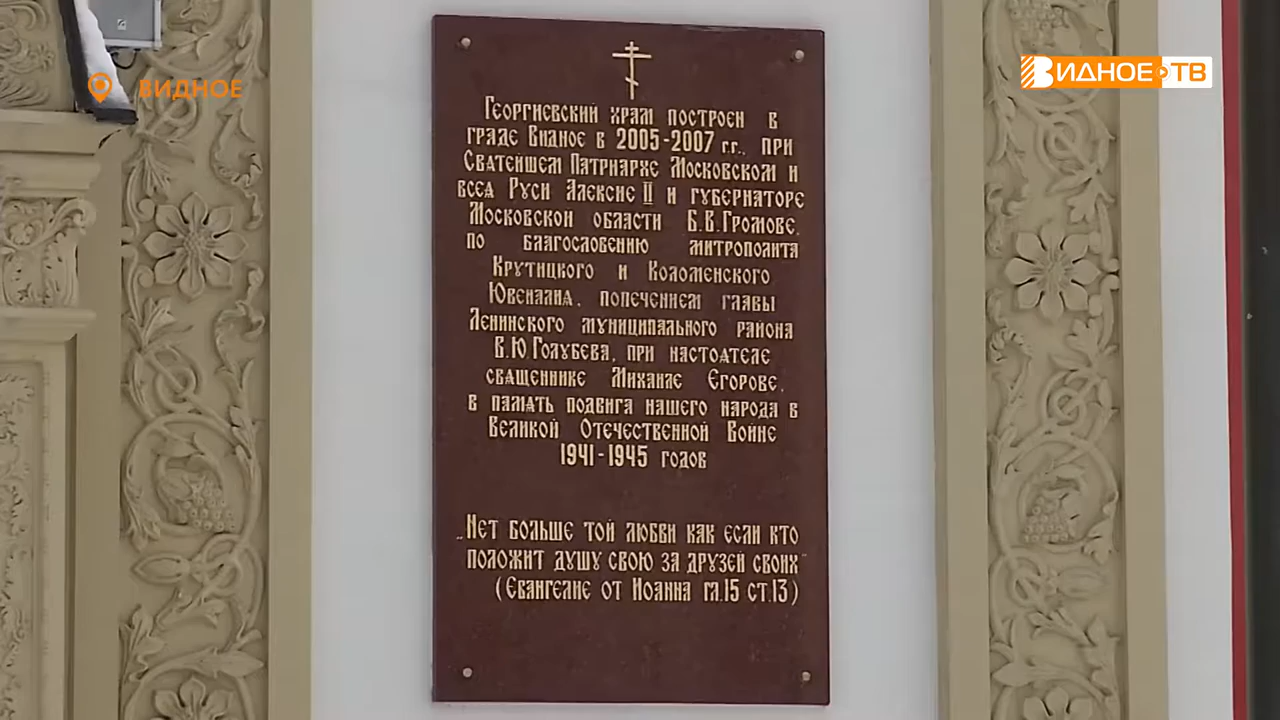 ВИДНОЕ
ВИДНОЕ ТВ
Георгиевский храм построен в
граде Видное в 2005-2007 г.г., при
Святейшем Патриархе Московском и
всея Руси Алексие II и губернаторе
Московской области Б.В.Громове,
по благословению митрополита
Крутицкого и Коломенского
Ювеналия, попечением главы
Ленинского муниципального района
В.Ю.Голубева, при настоятеле
священнике Михаиле Егорове,
в память подвига нашего народа в
Великой Отечественной Войне
1941-1945 годов
„Нет больше той любви как если кто
положит душу свою за друзей своих"
(Евангелие от Иоанна гл.15 ст.13)